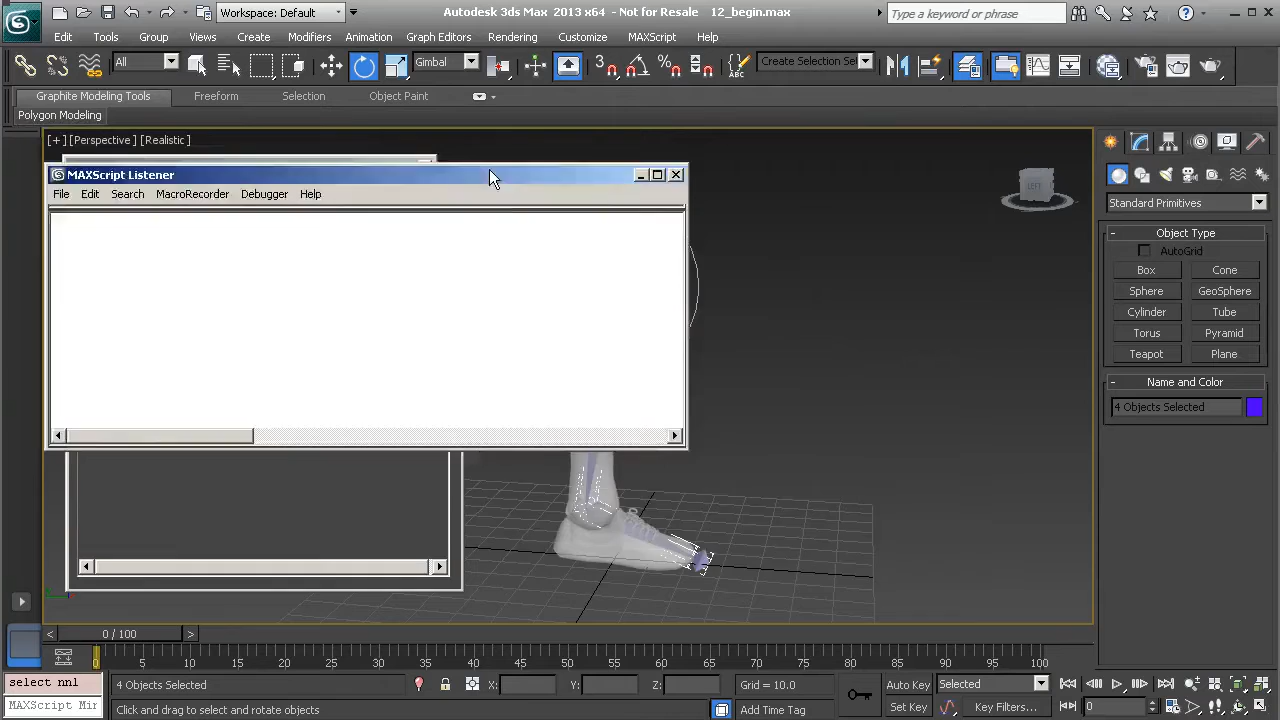 Workspace: Default
Autodesk 3ds Max 2013 x64 - Not for Resale 12_begin.max
Type a keyword or phrase
Edit Tools Group Views Create Modifiers Animation Graph Editors Rendering Customize MAXScript Help
All
Gimbal
3
Create Selection Se
Graphite Modeling Tools Freeform Selection Object Paint
Polygon Modeling
[+] [Perspective] [Realistic]
MAXScript Listener
File Edit Search MacroRecorder Debugger Help
LEFT
Standard Primitives
- Object Type
AutoGrid
Box Cone
Sphere GeoSphere
Cylinder Tube
Torus Pyramid
Teapot Plane
- Name and Color
4 Objects Selected
< 0 / 100 >
0 5 10 15 20 25 30 35 40 45 50 55 60 65 70 75 80 85 90 95 100
select nnl
4 Objects Selected
X: Y: Z:
Grid = 10.0
Auto Key
Selected
MAXScript Mir
Click and drag to select and rotate objects
Add Time Tag
Set Key
Key Filters...
0